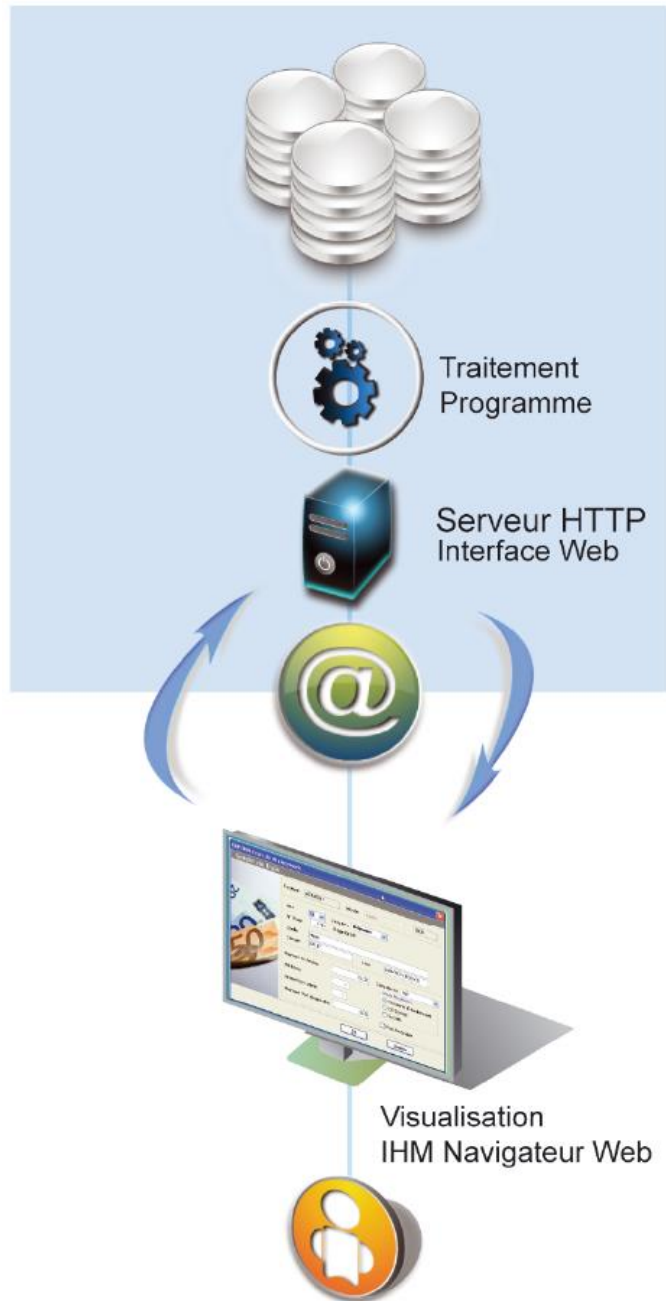 Traitement
Programme
Serveur HTTP
Interface Web
@
Visualisation
IHM Navigateur Web